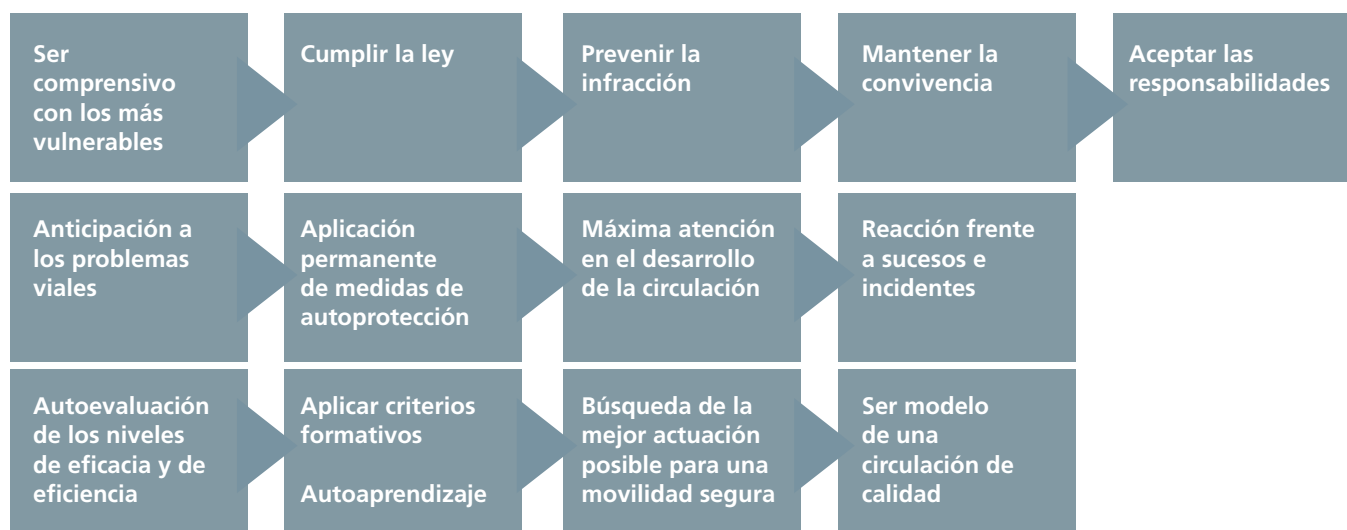 Ser
comprensivo
con los más
vulnerables
Cumplir la ley
Prevenir la
infracción
Mantener la
convivencia
Aceptar las
responsabilidades
Anticipación a
los problemas
viales
Aplicación
permanente
de medidas de
autoprotección
Máxima atención
en el desarrollo
de la circulación
Reacción frente
a sucesos e
incidentes
Autoevaluación
de los niveles
de eficacia y de
eficiencia
Aplicar criterios
formativos
Autoaprendizaje
Búsqueda de la
mejor actuación
posible para una
movilidad segura
Ser modelo
de una
circulación de
calidad